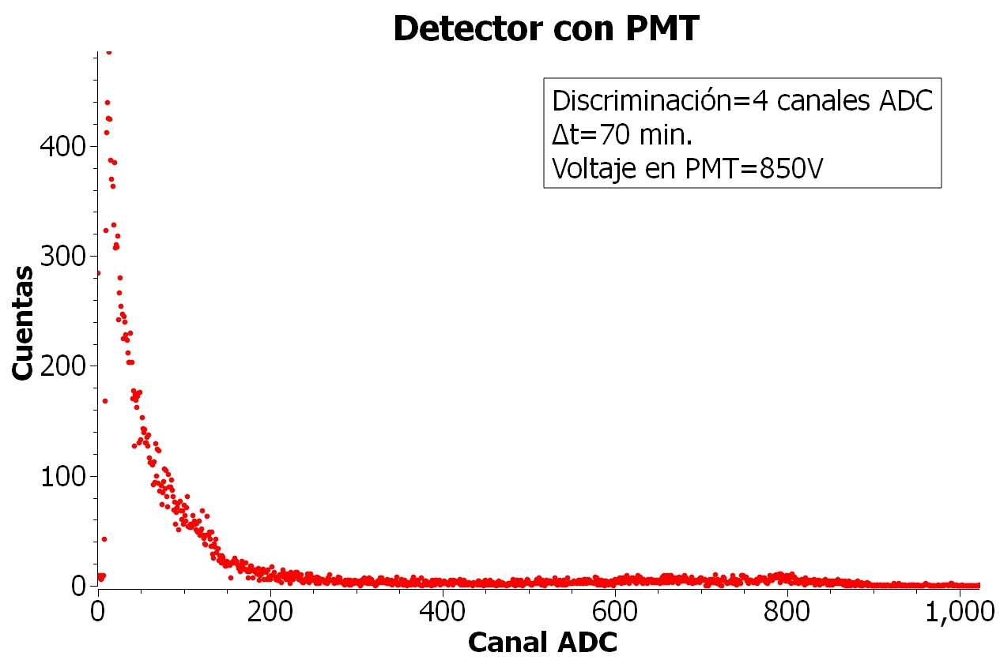 Detector con PMT
Discriminación=4 canales ADC
Δt=70 min.
Voltaje en PMT=850V
Cuentas
400
300
200
100
0
0 200 400 600 800 1,000
Canal ADC